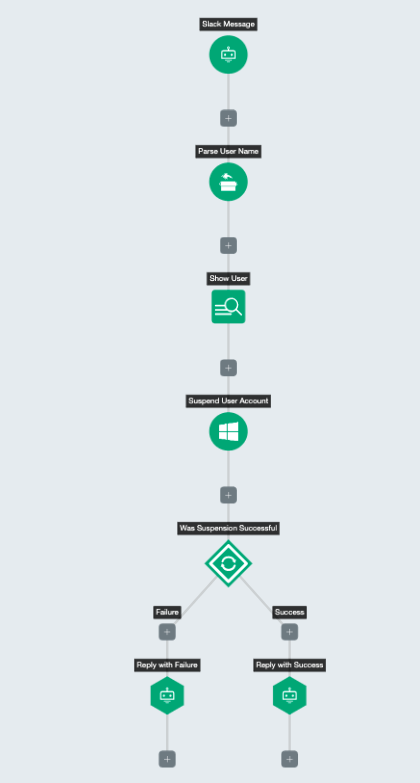 Slack Message
Parse User Name
Show User
Suspend User Account
Was Suspension Successful
Failure
Success
Reply with Failure
Reply with Success